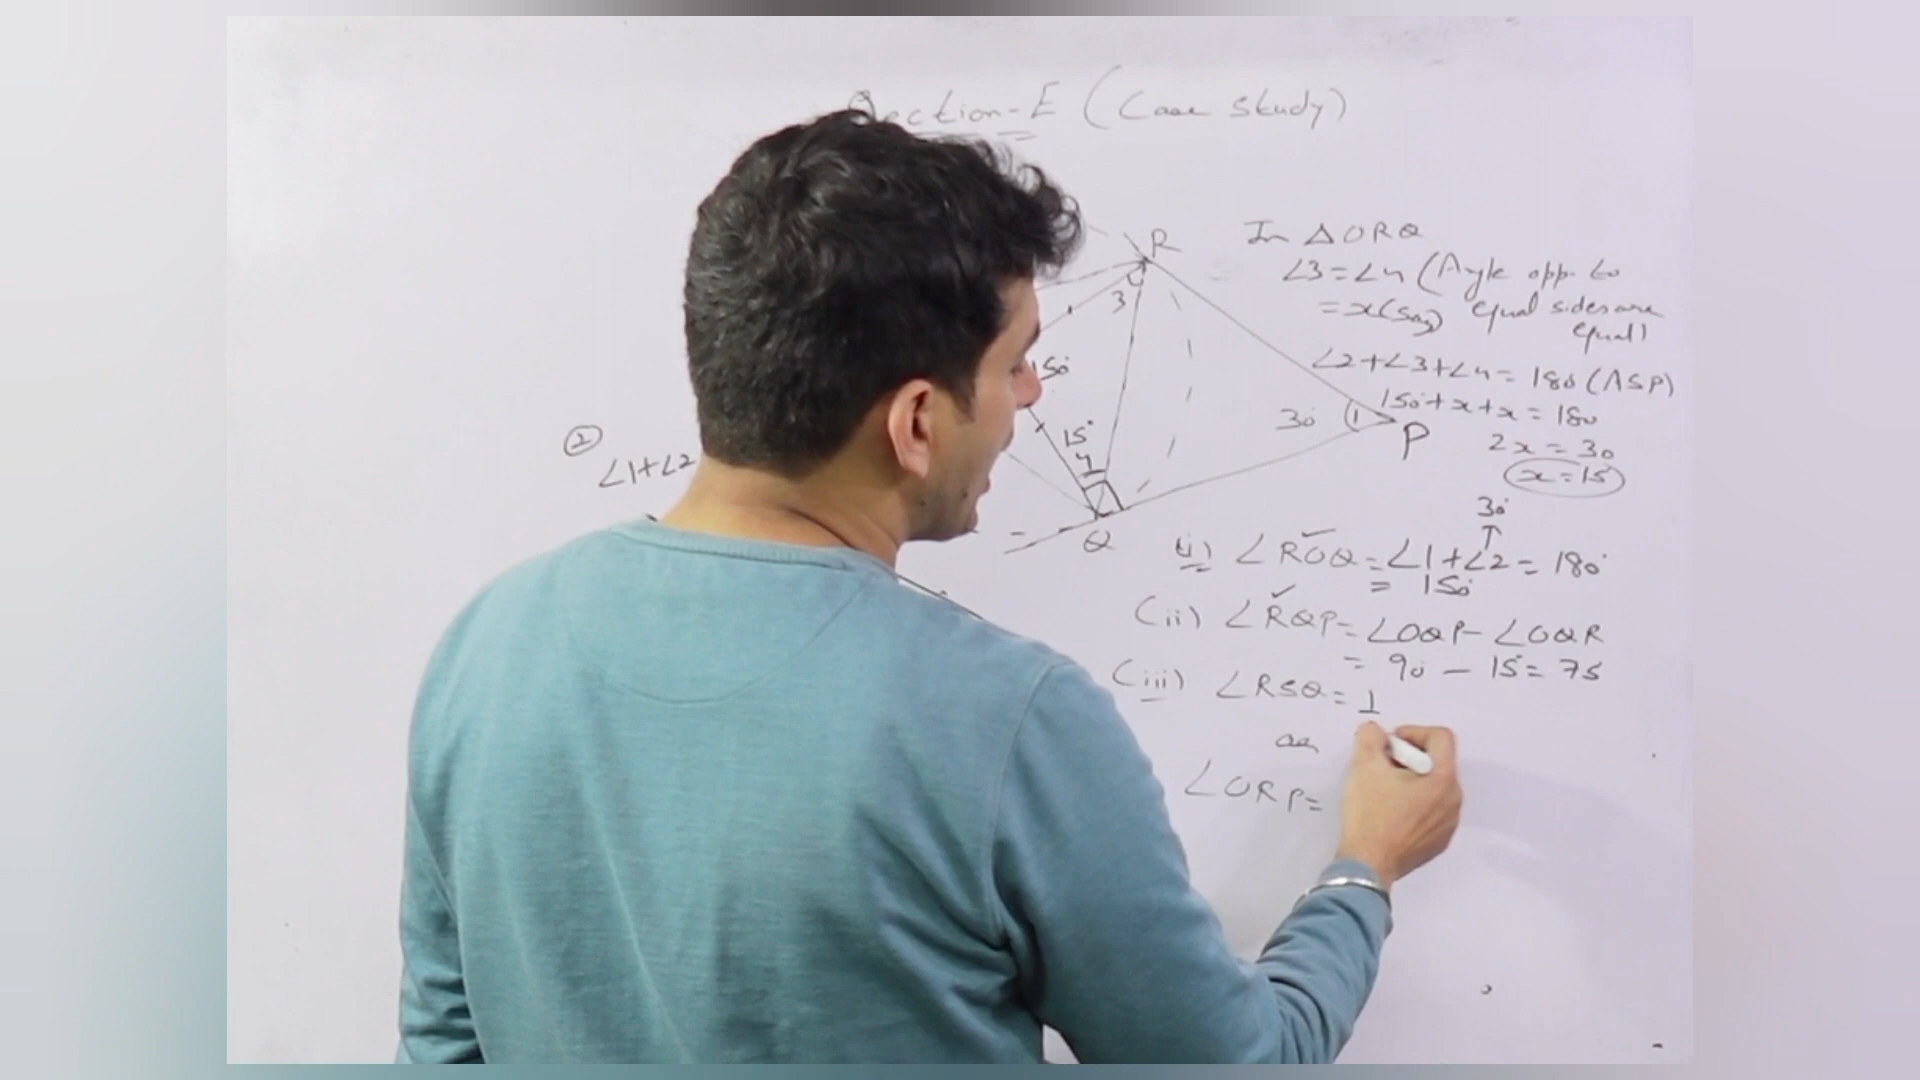 Section-E (Case Study)
R
3
150°
15°
4
Q
30°
1
P
②
∠1+∠2
In △ORQ
∠3=∠4 (Angle opp. to
=x(say) equal sides are
equal)
∠2+∠3+∠4=180 (ASP)
150°+x+x=180
2x=30
x=15
30°
↑
(i) ∠ROQ=∠1+∠2=180°
= 150°
(ii) ∠RQP=∠OQP-∠OQR
= 90 - 15°=75
(iii) ∠RSQ=1
or
∠ORP=